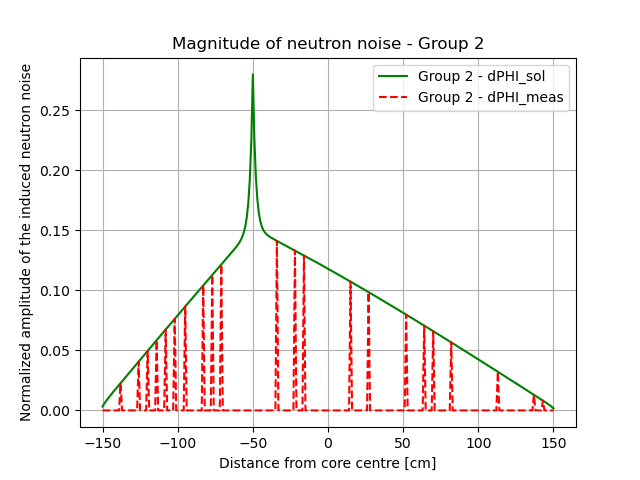 Magnitude of neutron noise - Group 2
Normalized amplitude of the induced neutron noise
0.25
0.20
0.15
0.10
0.05
0.00
Group 2 - dPHI_sol
Group 2 - dPHI_meas
−150 −100 −50 0 50 100 150
Distance from core centre [cm]